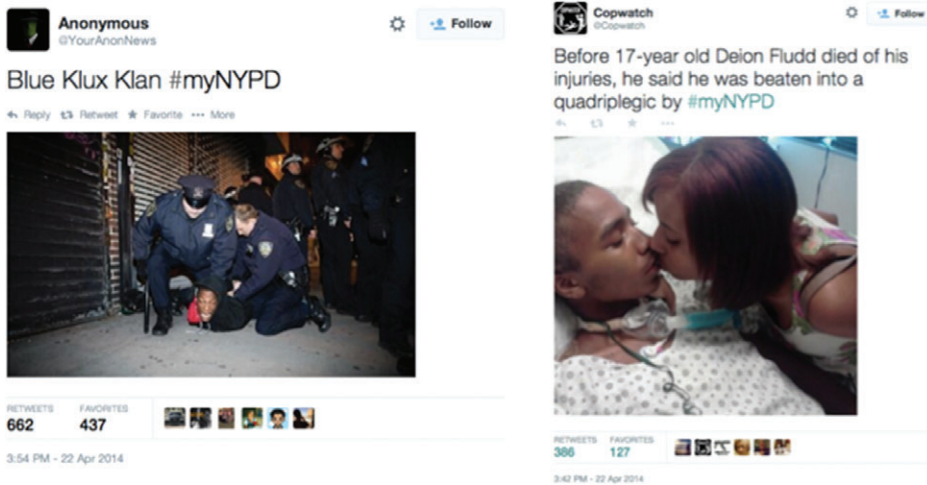 Anonymous
@YourAnonNews
Follow
Blue Klux Klan #myNYPD
Reply Retweet Favorite More
RETWEETS FAVORITES
662 437
3:54 PM - 22 Apr 2014
Copwatch
@Copwatch
Follow
Before 17-year old Deion Fludd died of his
injuries, he said he was beaten into a
quadriplegic by #myNYPD
RETWEETS FAVORITES
386 127
3:42 PM - 22 Apr 2014